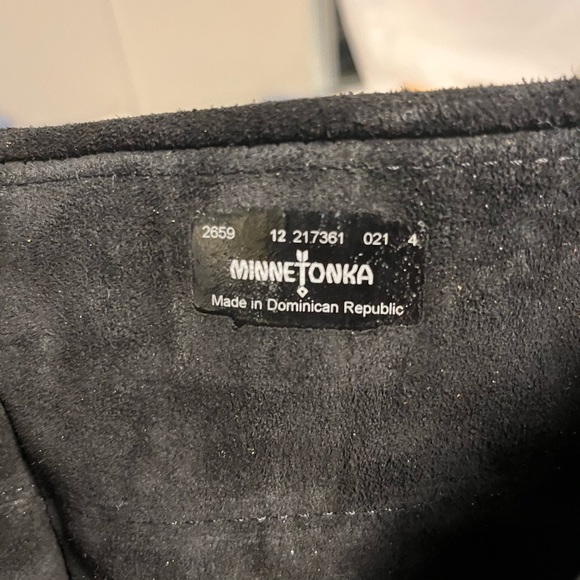 2659 12 217361 021 4
MINNETONKA
Made in Dominican Republic